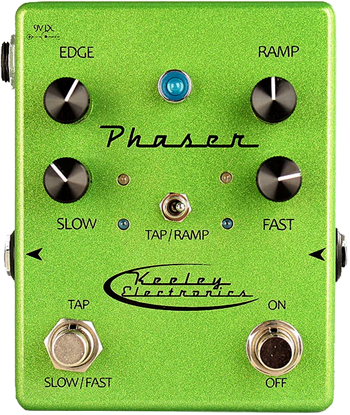 9V DC
EDGE
RAMP
Phaser
SLOW
TAP/RAMP
FAST
Keeley
Electronics
TAP
ON
SLOW/FAST
OFF